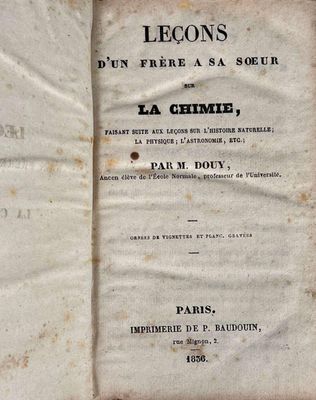 LEÇONS
D'UN FRÈRE A SA SOEUR
SUR
LA CHIMIE,
FAISANT SUITE AUX LEÇONS SUR L'HISTOIRE NATURELLE;
LA PHYSIQUE; L'ASTRONOMIE, ETC.;
PAR M. DOUY,
Ancen élève de l'École Normale, professeur de l'Université.
ORNÉES DE VIGNETTES ET PLANC. GRAVÉES
PARIS.
IMPRIMERIE DE P. BAUDOUIN,
rue Mignon, 2.
1836.